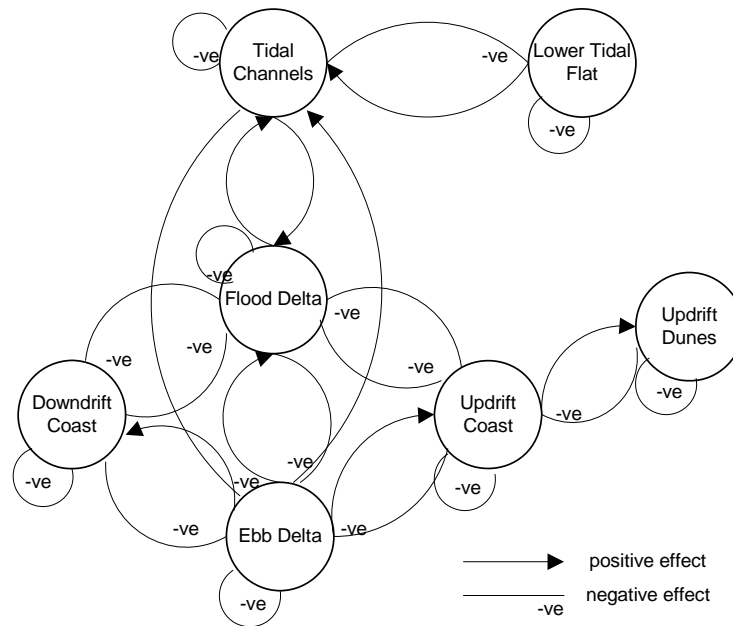 -ve
Tidal
Channels
-ve
Lower Tidal
Flat
-ve
-ve
Flood Delta
-ve
-ve
-ve
-ve
Updrift
Dunes
-ve
-ve
Downdrift
Coast
Updrift
Coast
-ve
-ve
-ve
-ve
-ve
-ve
Ebb Delta
-ve
positive effect
negative effect
-ve